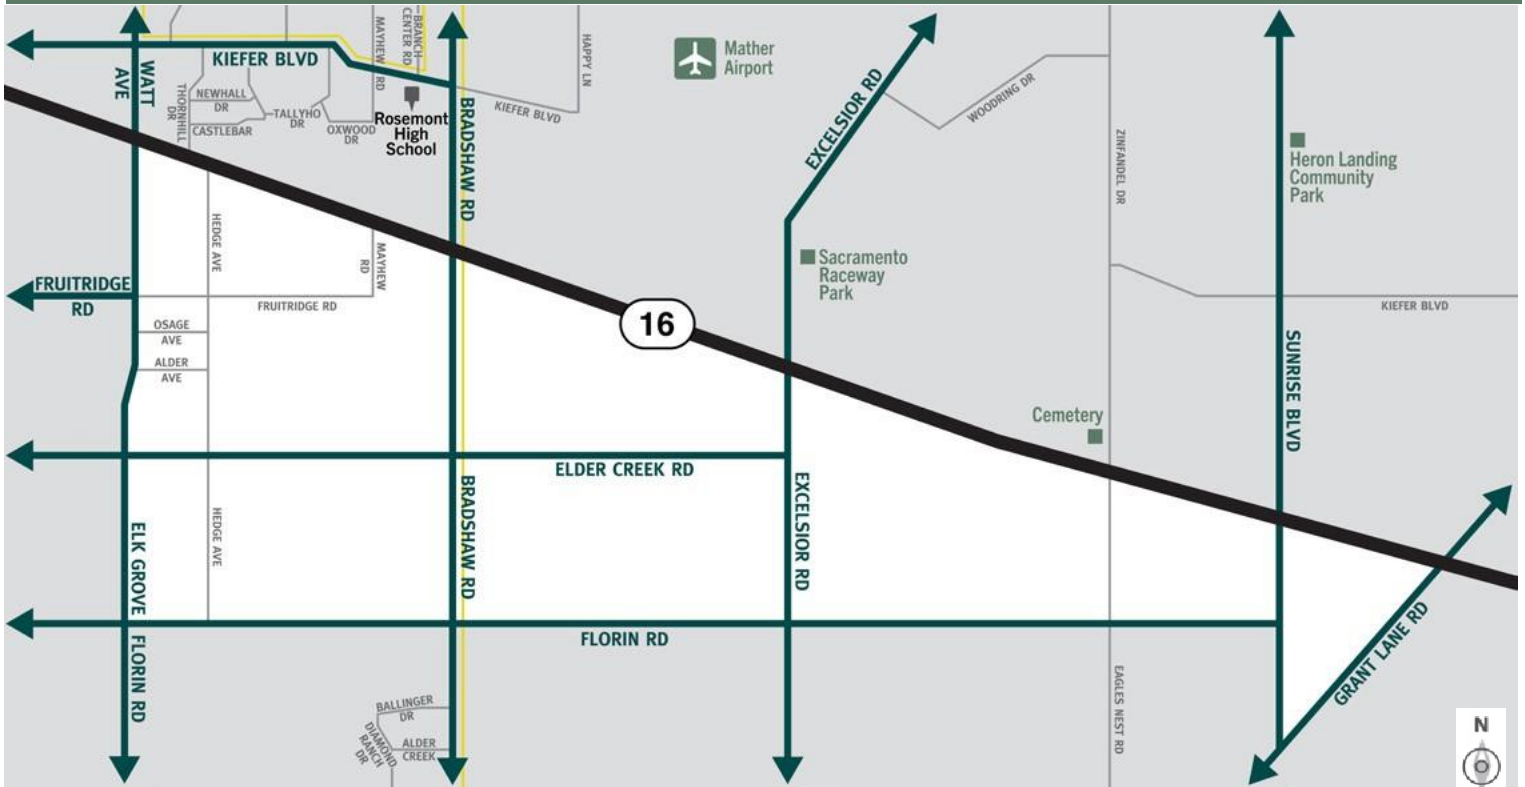 MAYHEW RD
BRANCH
CENTER RD
HAPPY LN
KIEFER BLVD
WATT
AVE
THORNHILL
DR
NEWHALL
DR
TALLYHO
DR
CASTLEBAR
OXWOOD
DR
Rosemont
High
School
BRADSHAW RD
KIEFER BLVD
Mather
Airport
EXCELSIOR RD
WOODRING DR
ZINFANDEL DR
Heron Landing
Community
Park
HEDGE AVE
MAYHEW
RD
Sacramento
Raceway
Park
FRUITRIDGE
RD
FRUITRIDGE RD
KIEFER BLVD
OSAGE
AVE
ALDER
AVE
16
SUNRISE BLVD
Cemetery
ELDER CREEK RD
BRADSHAW RD
EXCELSIOR RD
HEDGE AVE
ELK GROVE FLORIN RD
FLORIN RD
GRANT LANE RD
EAGLES NEST RD
BALLINGER
DR
DIAMOND
RANCH
DR
ALDER
CREEK
N